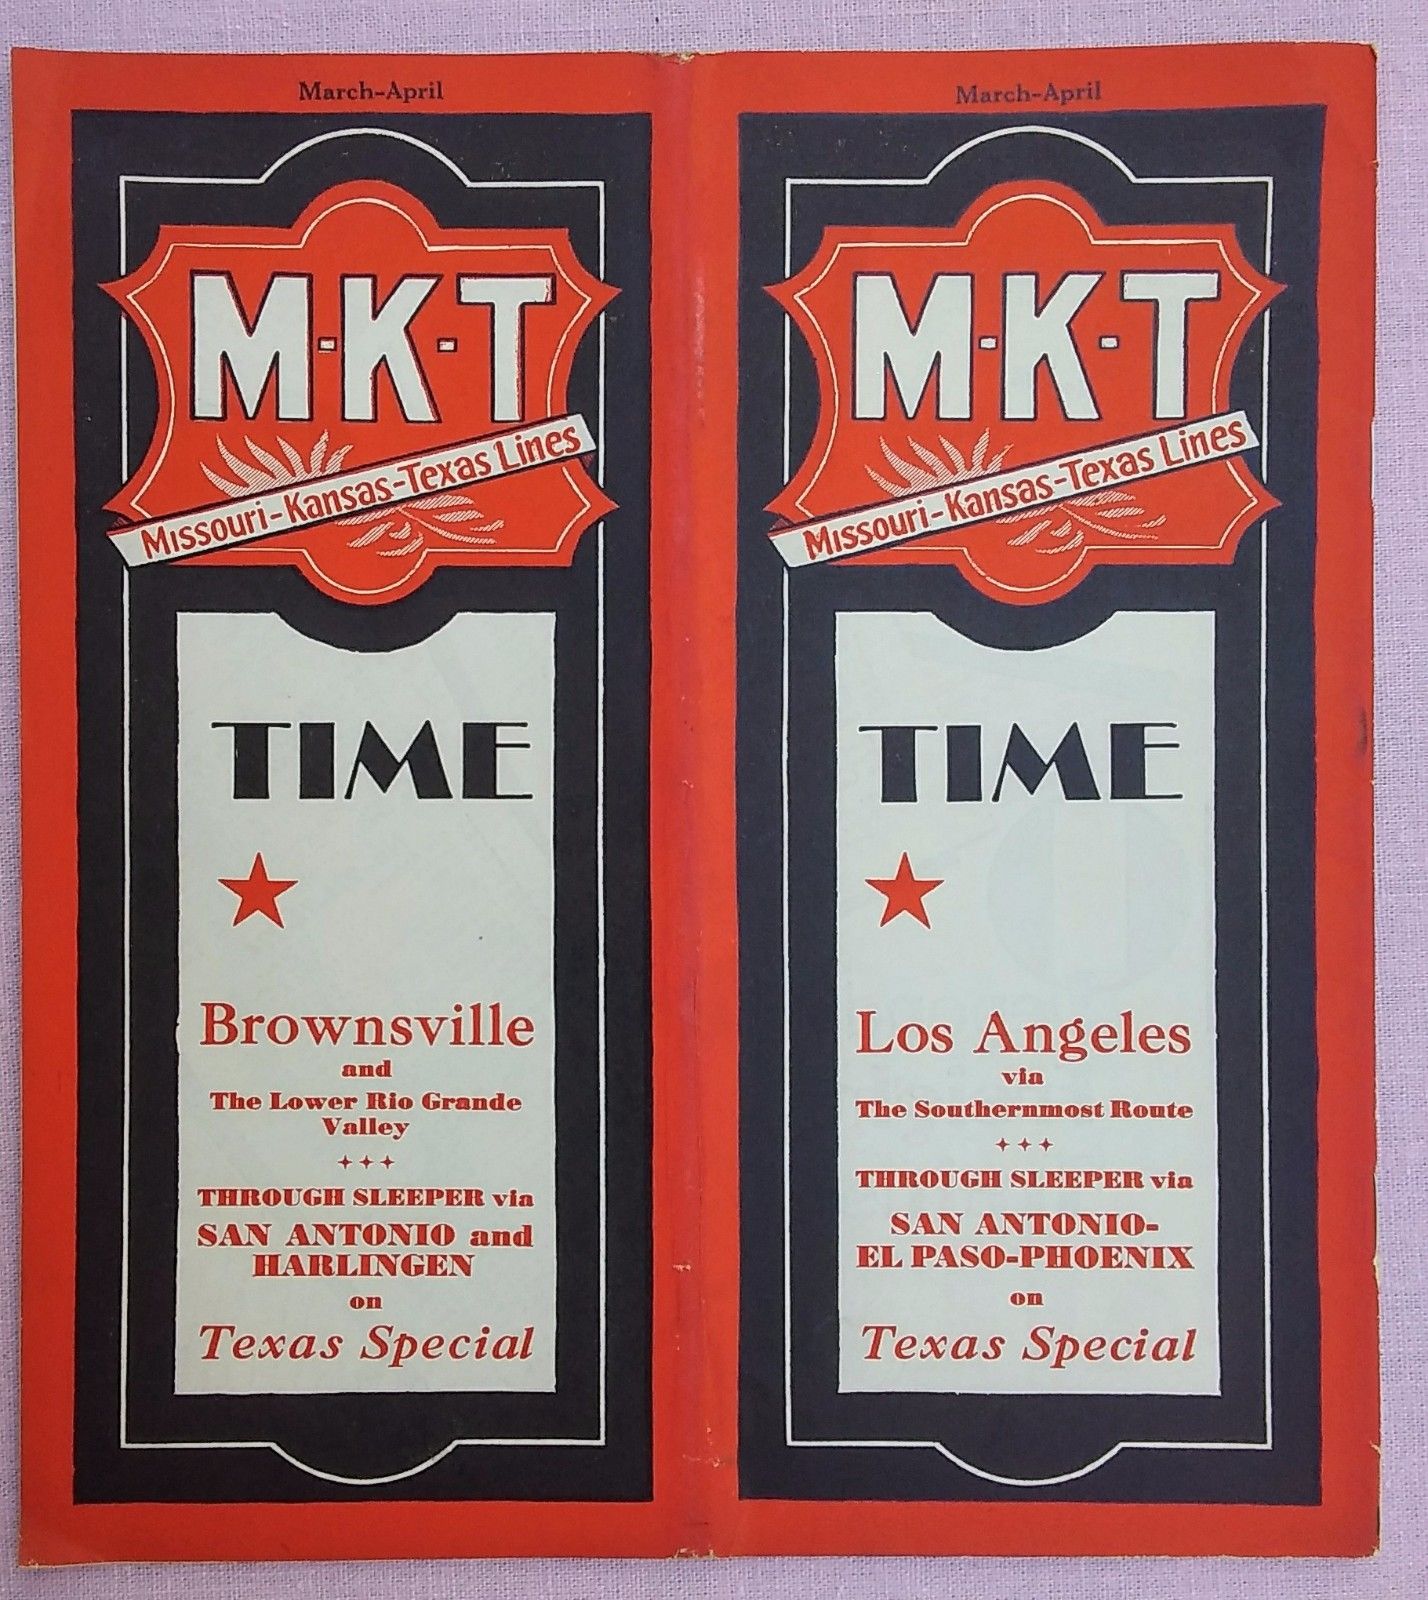 March-April
M-K-T
Missouri-Kansas-Texas Lines
TIME
Brownsville
and
The Lower Rio Grande
Valley
THROUGH SLEEPER via
SAN ANTONIO and
HARLINGEN
on
Texas Special
March-April
M-K-T
Missouri-Kansas-Texas Lines
TIME
Los Angeles
via
The Southernmost Route
THROUGH SLEEPER via
SAN ANTONIO-
EL PASO-PHOENIX
on
Texas Special